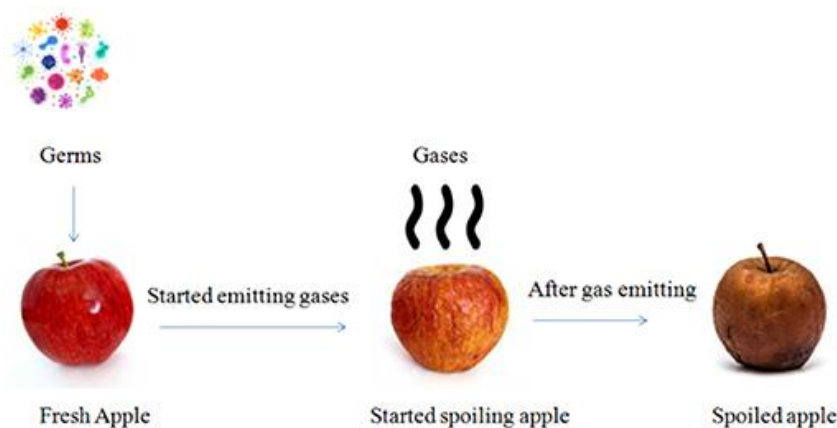 Germs
Gases
Started emitting gases
After gas emitting
Fresh Apple
Started spoiling apple
Spoiled apple